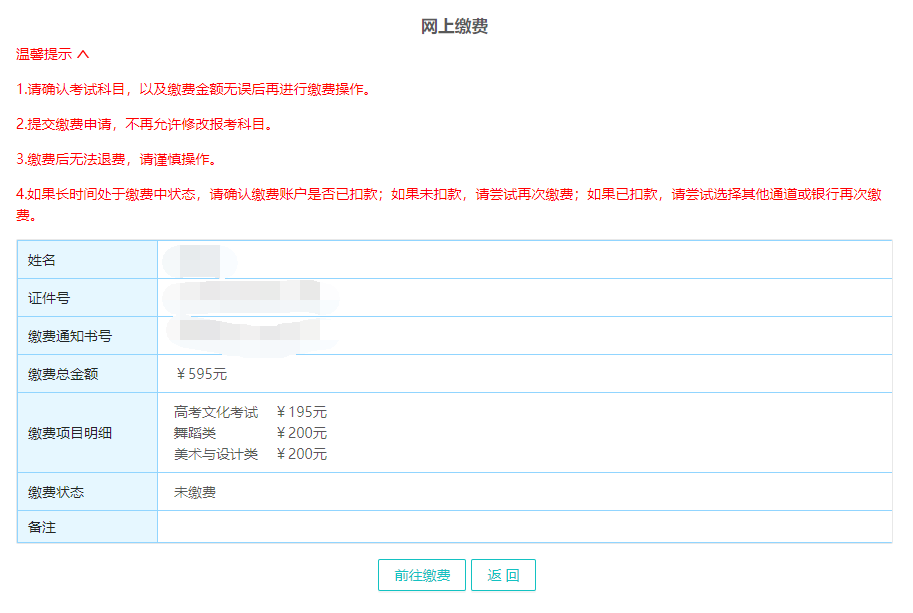 网上缴费
温馨提示
1.请确认考试科目，以及缴费金额无误后再进行缴费操作。
2.提交缴费申请，不再允许修改报考科目。
3.缴费后无法退费，请谨慎操作。
4.如果长时间处于缴费中状态，请确认缴费账户是否已扣款；如果未扣款，请尝试再次缴费；如果已扣款，请尝试选择其他通道或银行再次缴
费。
姓名
证件号
缴费通知书号
缴费总金额 ￥595元
缴费项目明细
高考文化考试 ￥195元
舞蹈类 ￥200元
美术与设计类 ￥200元
缴费状态 未缴费
备注
前往缴费 返 回